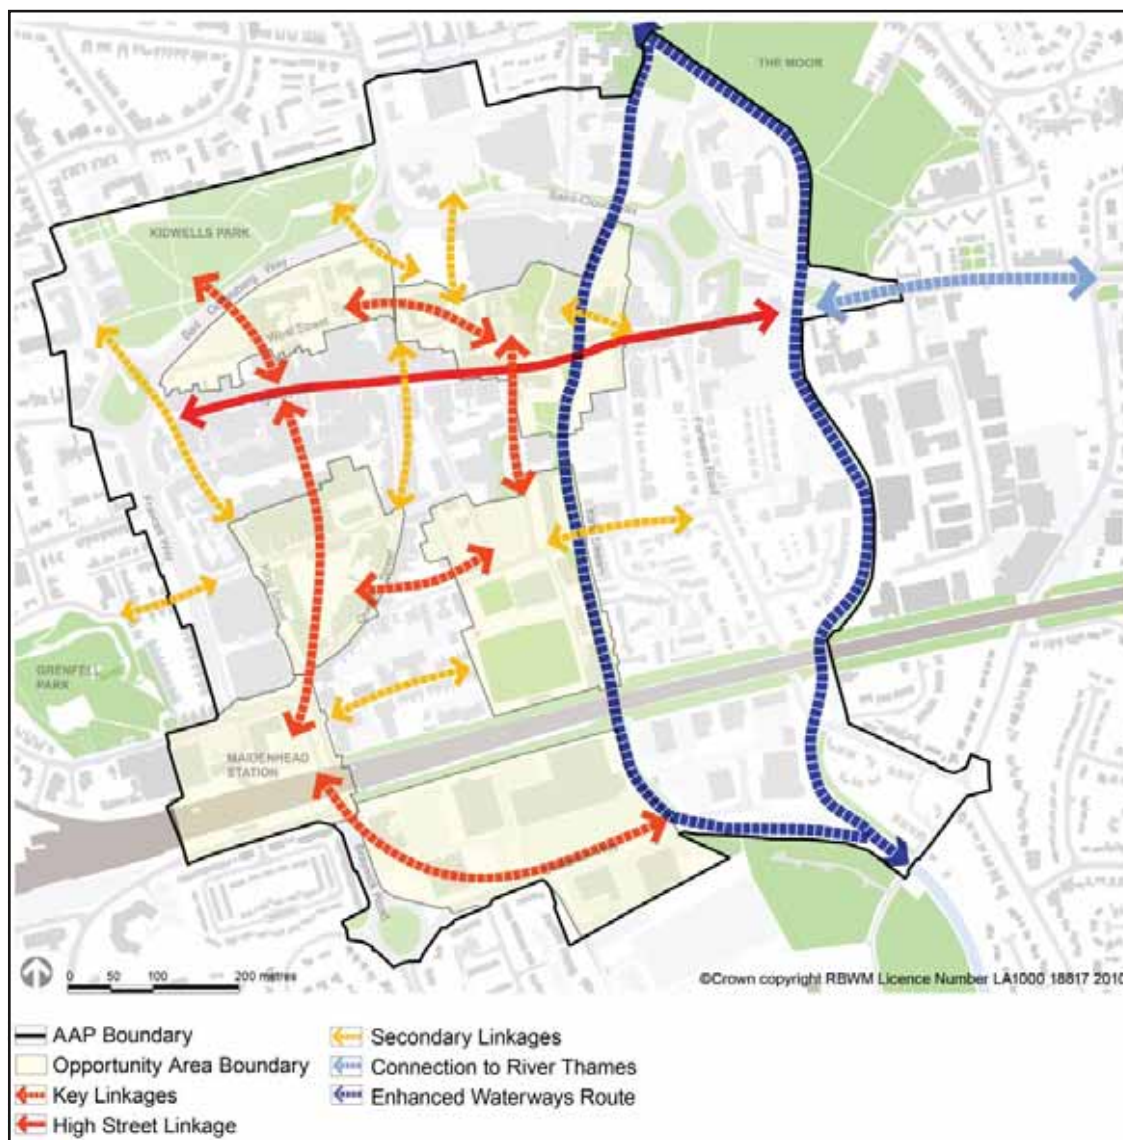 THE MOOR
KIDWELLS PARK
West Street
GRENFELL
PARK
MAIDENHEAD
STATION
0 50 100 200 metres
©Crown copyright RBWM Licence Number LA1000 18817 2010
AAP Boundary
Opportunity Area Boundary
Key Linkages
High Street Linkage
Secondary Linkages
Connection to River Thames
Enhanced Waterways Route